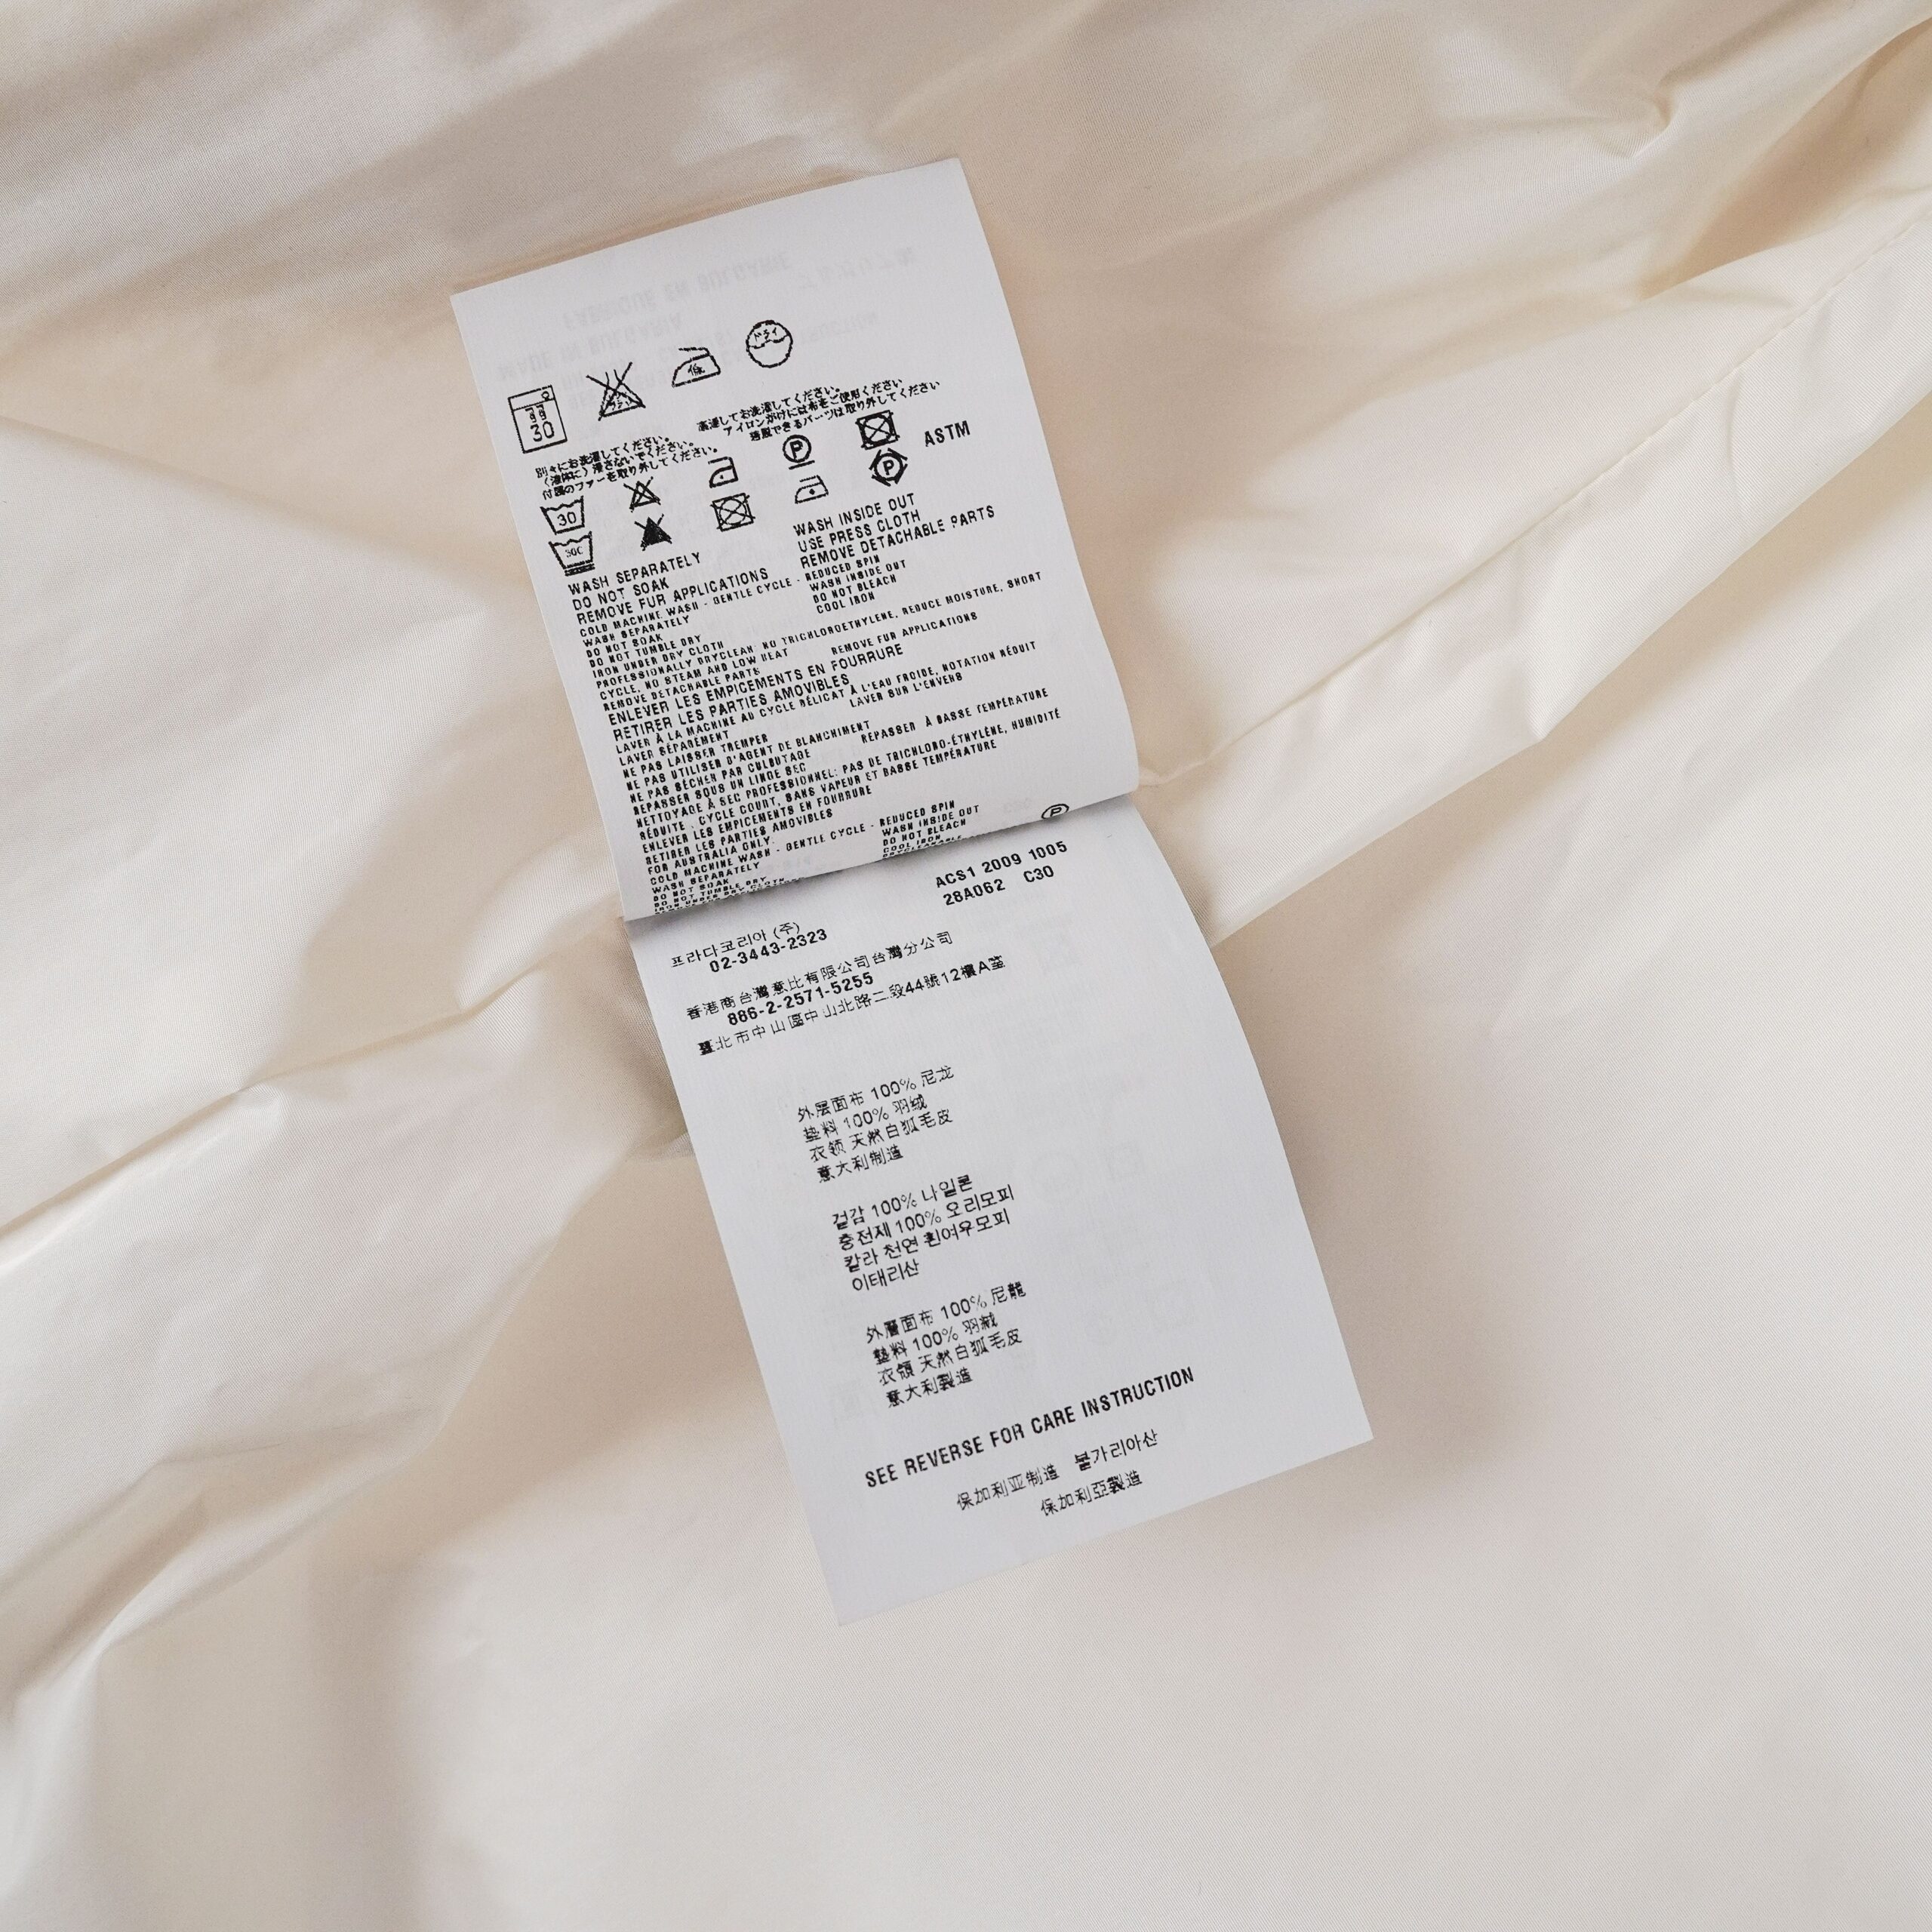 30
低
ドライ
高浸してお洗濯してください。
アイロンがけには布をご使用ください
着脱できるパーツは取り外してください
別々にお洗濯してください。
(液体に)浸さないでください。
付属のファーを取り外してください。
P
ASTM
30
P
30C
WASH SEPARATELY
DO NOT SOAK
REMOVE FUR APPLICATIONS
WASH INSIDE OUT
USE PRESS CLOTH
REMOVE DETACHABLE PARTS
COLD MACHINE WASH - GENTLE CYCLE - REDUCED SPIN
WASH SEPARATELY WASH INSIDE OUT
DO NOT SOAK DO NOT BLEACH
DO NOT TUMBLE DRY COOL IRON
IRON UNDER DRY CLOTH
PROFESSIONALLY DRYCLEAN NO TRICHLOROETHYLENE, REDUCE MOISTURE, SHORT
CYCLE, NO STEAM AND LOW HEAT REMOVE FUR APPLICATIONS
REMOVE DETACHABLE PARTS
ENLEVER LES EMPICEMENTS EN FOURRURE
RETIRER LES PARTIES AMOVIBLES
LAVER À LA MACHINE AU CYCLE DÉLICAT À L'EAU FROIDE, ROTATION RÉDUIT
LAVER SÉPARÉMENT LAVER SUR L'ENVERS
NE PAS LAISSER TREMPER
NE PAS UTILISER D'AGENT DE BLANCHIMENT
NE PAS SÉCHER PAR CULBUTAGE REPASSER À BASSE TEMPÉRATURE
REPASSER SOUS UN LINGE SEC
NETTOYAGE À SEC PROFESSIONNEL: PAS DE TRICHLORO-ÉTHYLÈNE, HUMIDITÉ
RÉDUITE, CYCLE COURT, SANS VAPEUR ET BASSE TEMPÉRATURE
ENLEVER LES EMPICEMENTS EN FOURRURE
RETIRER LES PARTIES AMOVIBLES
FOR AUSTRALIA ONLY:
COLD MACHINE WASH - GENTLE CYCLE - REDUCED SPIN
WASH SEPARATELY WASH INSIDE OUT
DO NOT SOAK DO NOT BLEACH
DO NOT TUMBLE DRY COOL IRON
IRON UNDER DRY CLOTH
P
ACS1 2009 1005
28A062 C30
프라다코리아 (주)
02-3443-2323
香港商台灣意比有限公司台灣分公司
886-2-2571-5255
臺北市中山區中山北路二段44號12樓A室
外层面布 100% 尼龙
垫料 100% 羽绒
衣领 天然白狐毛皮
意大利制造
겉감 100% 나일론
충전재 100% 오리모피
칼라 천연 흰여우모피
이태리산
外層面布 100% 尼龍
墊料 100% 羽絨
衣領 天然白狐毛皮
意大利製造
SEE REVERSE FOR CARE INSTRUCTION
保加利亚制造 불가리아산
保加利亞製造